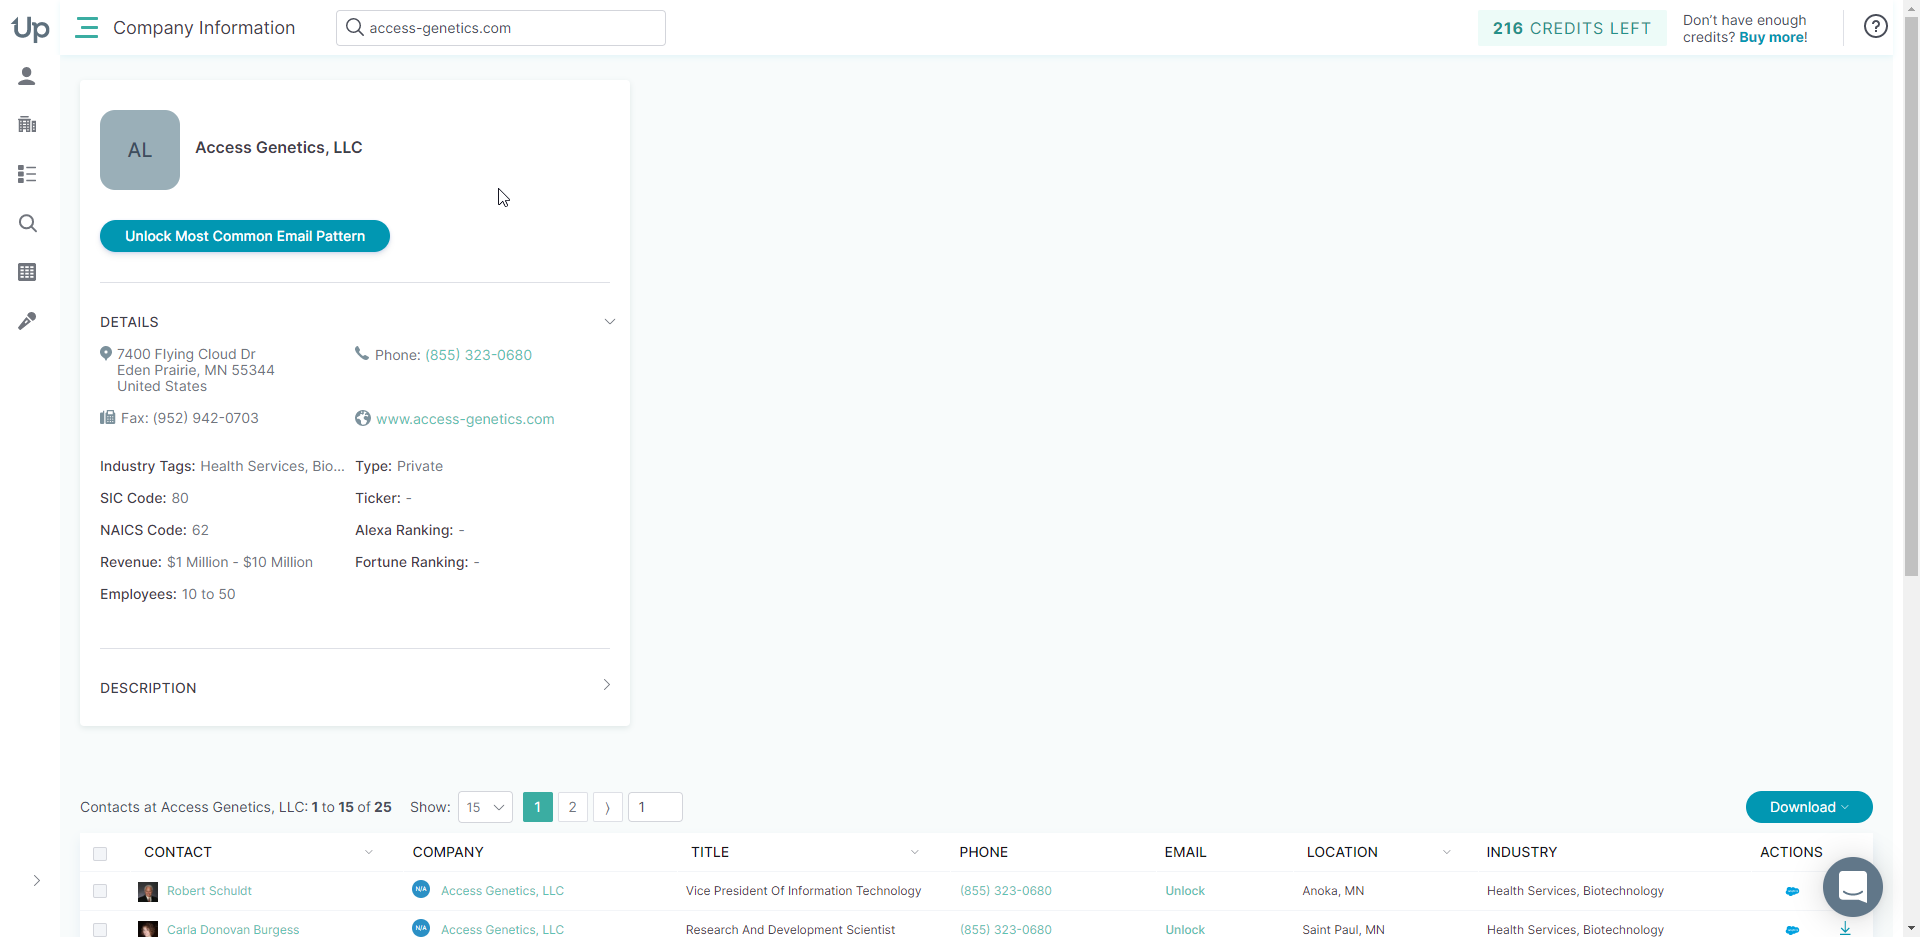 Up
Company Information
access-genetics.com
216 CREDITS LEFT
Don't have enough
credits? Buy more!
AL
Access Genetics, LLC
Unlock Most Common Email Pattern
DETAILS
7400 Flying Cloud Dr
Eden Prairie, MN 55344
United States
Phone: (855) 323-0680
Fax: (952) 942-0703
www.access-genetics.com
Industry Tags: Health Services, Bio... Type: Private
SIC Code: 80 Ticker: -
NAICS Code: 62 Alexa Ranking: -
Revenue: $1 Million - $10 Million Fortune Ranking: -
Employees: 10 to 50
DESCRIPTION
Contacts at Access Genetics, LLC: 1 to 15 of 25 Show: 15 1 2 ⟩ 1 Download
CONTACT COMPANY TITLE PHONE EMAIL LOCATION INDUSTRY ACTIONS
Robert Schuldt N/A Access Genetics, LLC Vice President Of Information Technology (855) 323-0680 Unlock Anoka, MN Health Services, Biotechnology
Carla Donovan Burgess N/A Access Genetics, LLC Research And Development Scientist (855) 323-0680 Unlock Saint Paul, MN Health Services, Biotechnology